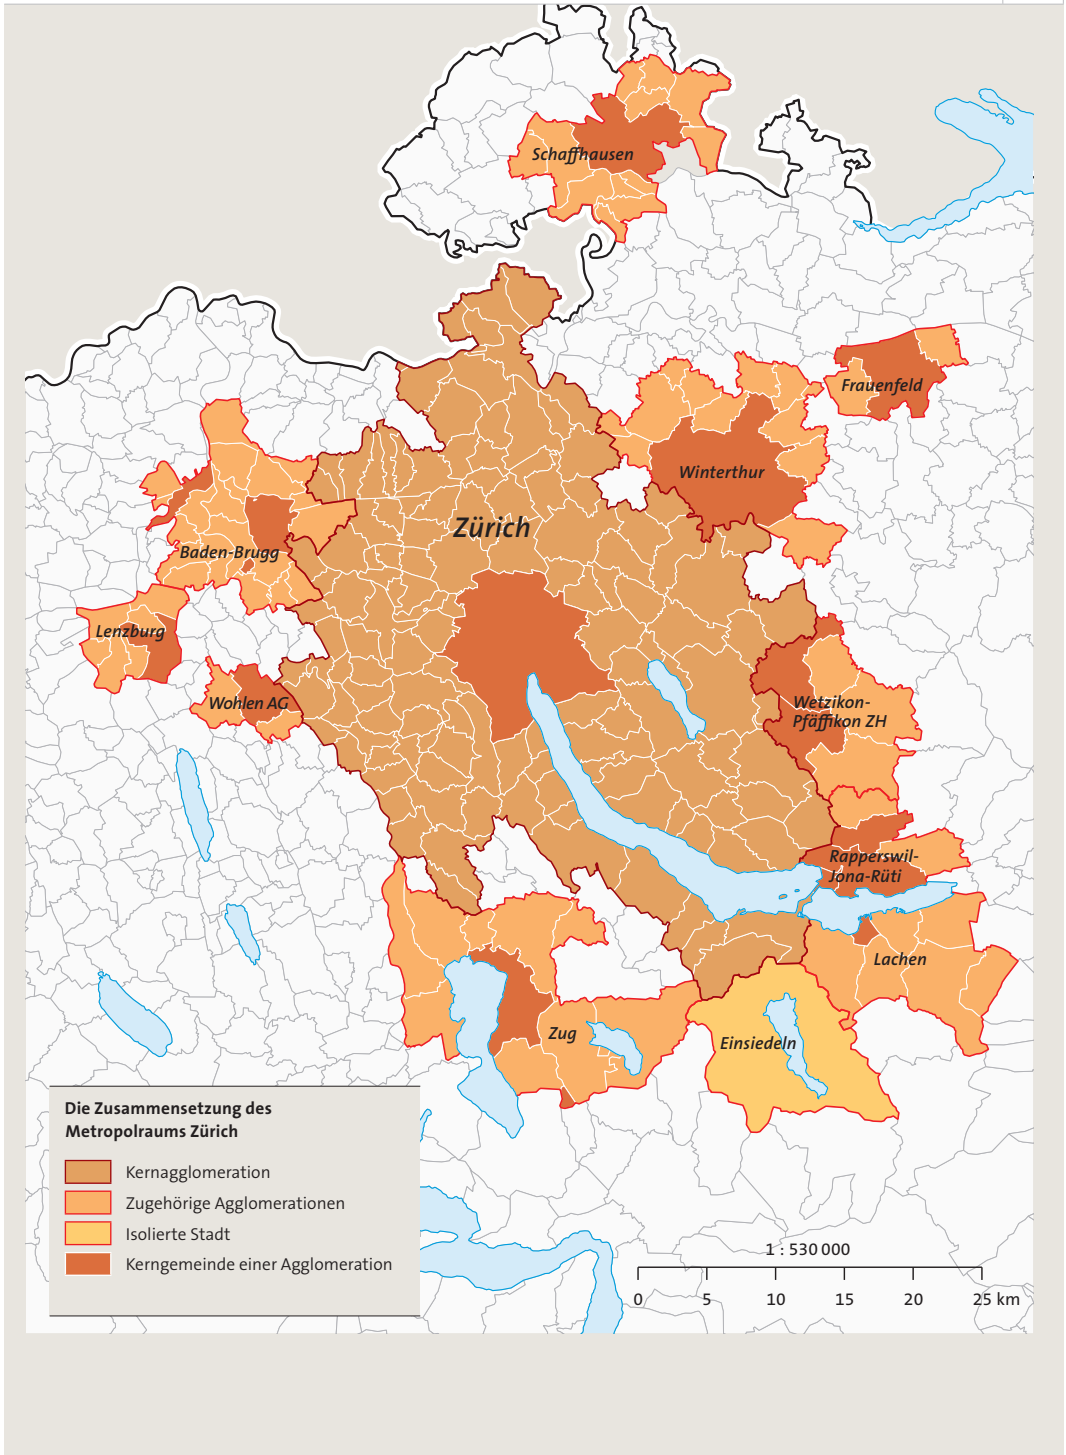 Schaffhausen
Frauenfeld
Winterthur
Zürich
Baden-Brugg
Lenzburg
Wohlen AG
Wetzikon-
Pfäffikon ZH
Rapperswil-
Jona-Rüti
Lachen
Zug
Einsiedeln
Die Zusammensetzung des
Metropolraums Zürich
Kernagglomeration
Zugehörige Agglomerationen
Isolierte Stadt
Kerngemeinde einer Agglomeration
1 : 530 000
0 5 10 15 20 25 km